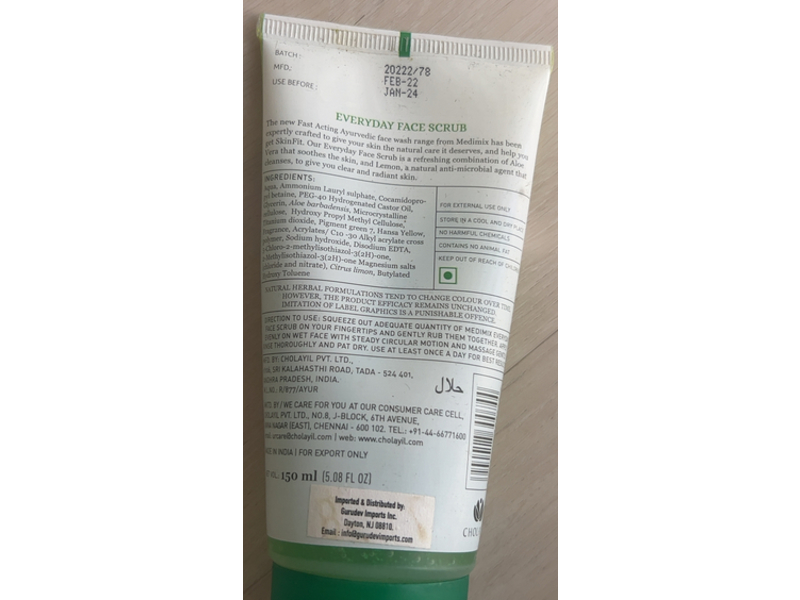 BATCH :
20222/78
MFD.:
FEB-22
USE BEFORE :
JAN-24
EVERYDAY FACE SCRUB
The new Fast Acting Ayurvedic face wash range from Medimix has been
expertly crafted to give your skin the natural care it deserves, and help you
get SkinFit. Our Everyday Face Scrub is a refreshing combination of Aloe
Vera that soothes the skin, and Lemon, a natural anti-microbial agent that
cleanses, to give you clear and radiant skin.
INGREDIENTS:
Aqua, Ammonium Lauryl sulphate, Cocamidopro-
pyl betaine, PEG-40 Hydrogenated Castor Oil,
Glycerin, Aloe barbadensis, Microcrystalline
cellulose, Hydroxy Propyl Methyl Cellulose,
Titanium dioxide, Pigment green 7, Hansa Yellow,
Fragrance, Acrylates/ C10 -30 Alkyl acrylate cross
polymer, Sodium hydroxide, Disodium EDTA,
5-Chloro-2-methylisothiazol-3(2H)-one,
2-Methylisothiazol-3(2H)-one Magnesium salts
(chloride and nitrate), Citrus limon, Butylated
Hydroxy Toluene
FOR EXTERNAL USE ONLY
STORE IN A COOL AND DRY PLACE
NO HARMFUL CHEMICALS
CONTAINS NO ANIMAL FAT
KEEP OUT OF REACH OF CHILDREN
NATURAL HERBAL FORMULATIONS TEND TO CHANGE COLOUR OVER TIME
HOWEVER, THE PRODUCT EFFICACY REMAINS UNCHANGED.
IMITATION OF LABEL GRAPHICS IS A PUNISHABLE OFFENCE.
DIRECTION TO USE: SQUEEZE OUT ADEQUATE QUANTITY OF MEDIMIX EVERYDAY
FACE SCRUB ON YOUR FINGERTIPS AND GENTLY RUB THEM TOGETHER. APPLY
EVENLY ON WET FACE WITH STEADY CIRCULAR MOTION AND MASSAGE GENTLY.
THOROUGHLY AND PAT DRY. USE AT LEAST ONCE A DAY FOR BEST
MFG. BY: CHOLAYIL PVT. LTD.,
SRI KALAHASTHI ROAD, TADA - 524 401,
ANDHRA PRADESH, INDIA.
NO.: R/R77/AYUR
حلال
BY / WE CARE FOR YOU AT OUR CONSUMER CARE CELL,
CHOLAYIL PVT. LTD., NO.8, J-BLOCK, 6TH AVENUE,
ANNA NAGAR (EAST), CHENNAI - 600 102. TEL.: +91-44-66771600
@cholayil.com | web: www.cholayil.com
MADE IN INDIA | FOR EXPORT ONLY
150 ml (5.08 FL OZ)
Imported & Distributed by:
Gurudev Imports Inc.
Dayton, NJ 08810.
Email : info@gurudevimports.com
CHOL